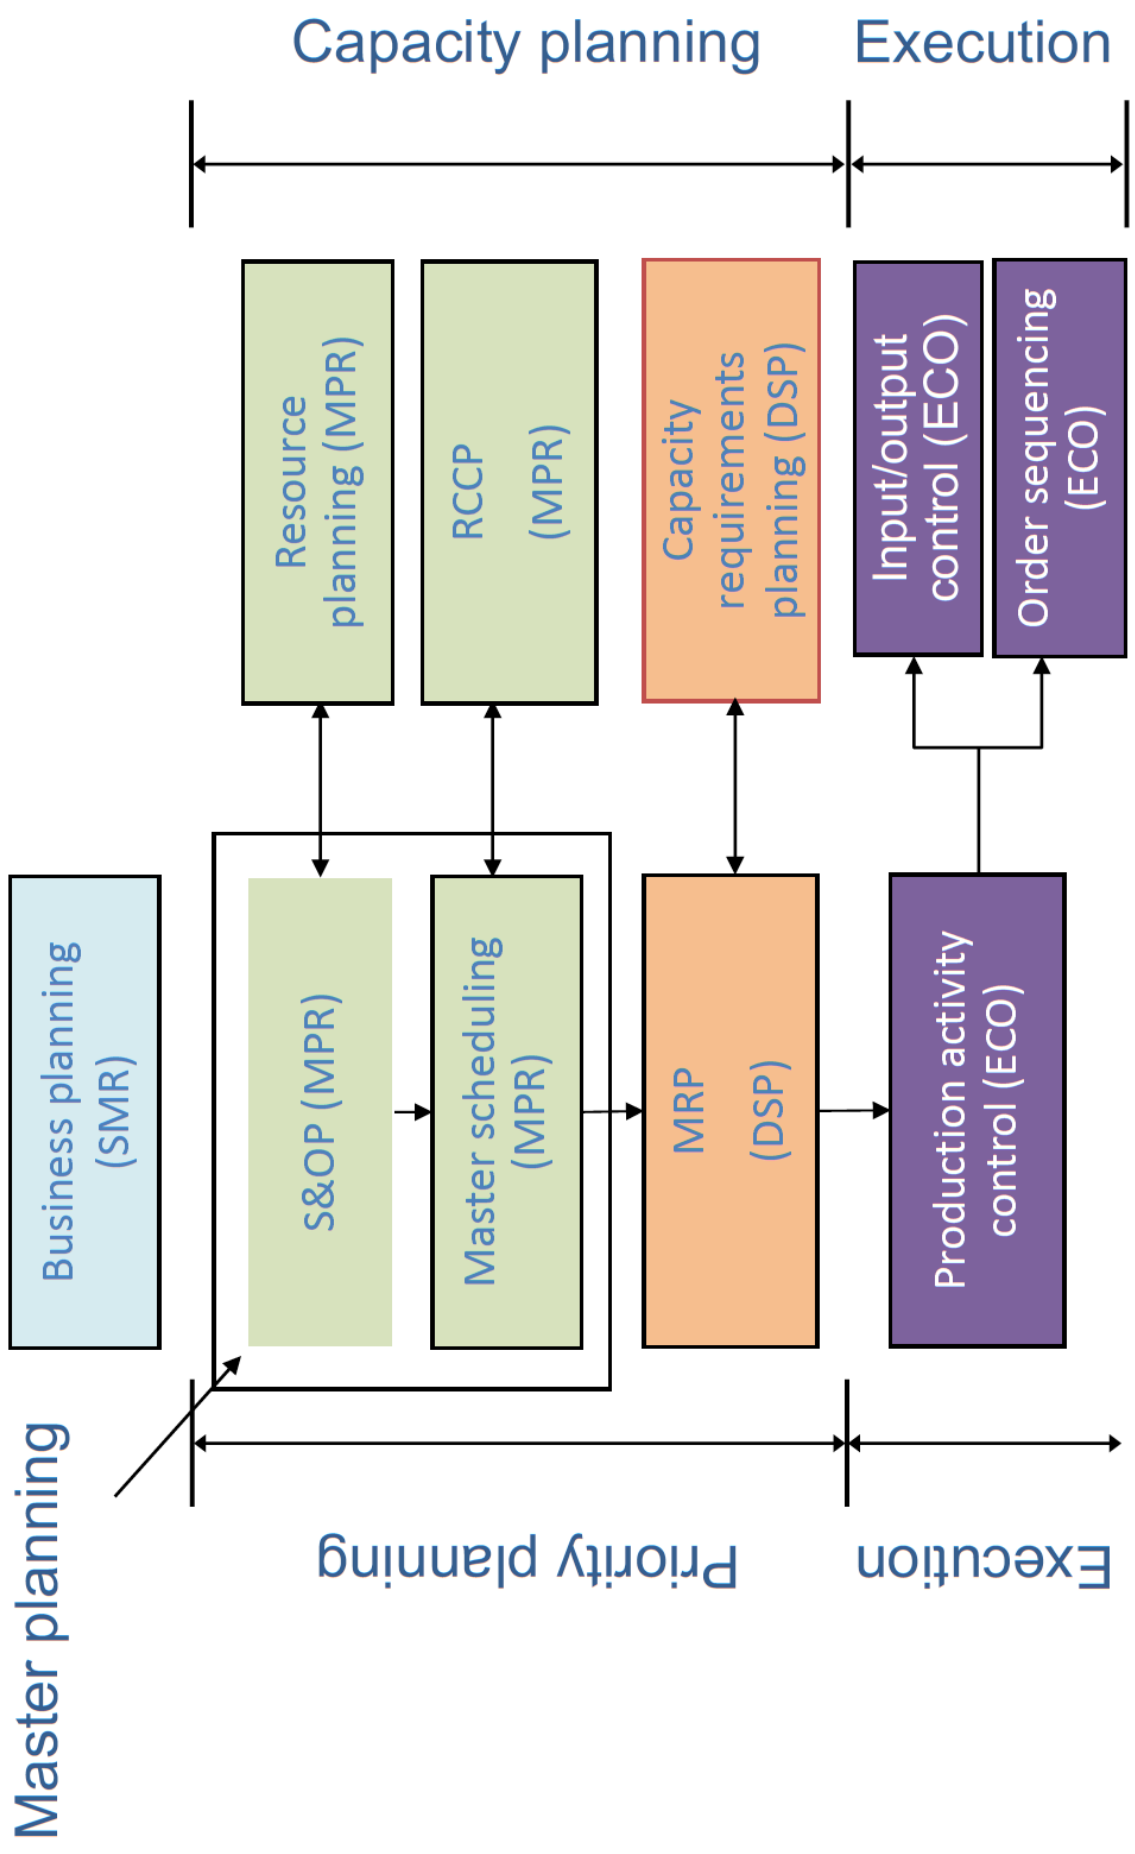 Master planning
Business planning
(SMR)
Priority planning
Execution
S&OP (MPR)
Master scheduling
(MPR)
MRP
(DSP)
Production activity
control (ECO)
Resource
planning (MPR)
RCCP
(MPR)
Capacity
requirements
planning (DSP)
Input/output
control (ECO)
Order sequencing
(ECO)
Capacity planning
Execution